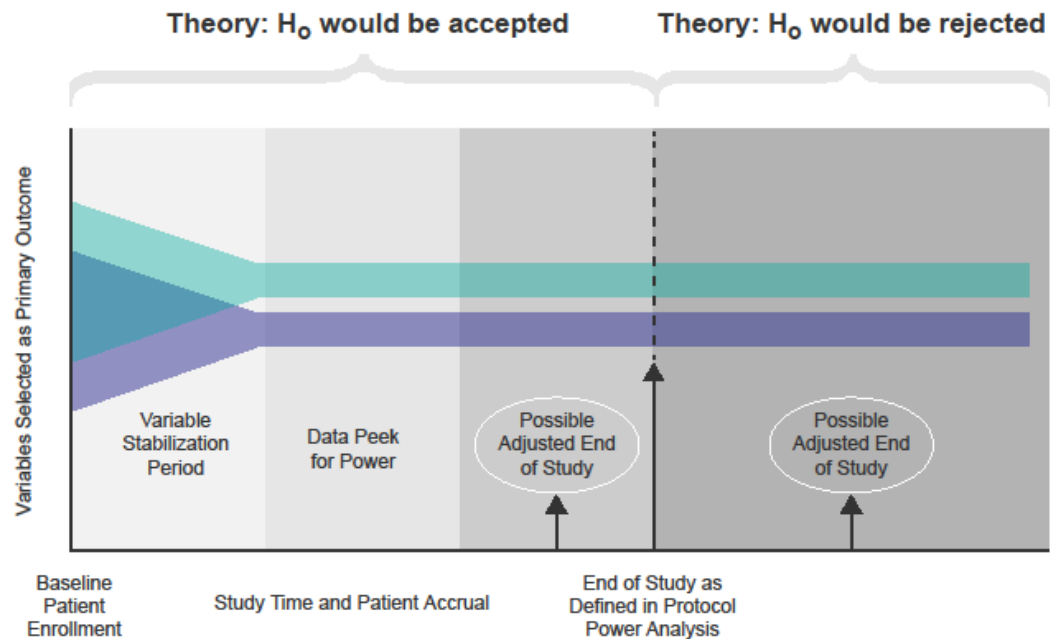 Theory: Ho would be accepted
Theory: Ho would be rejected
Variables Selected as Primary Outcome
Variable
Stabilization
Period
Data Peek
for Power
Possible
Adjusted End
of Study
Possible
Adjusted End
of Study
Baseline
Patient
Enrollment
Study Time and Patient Accrual
End of Study as
Defined in Protocol
Power Analysis